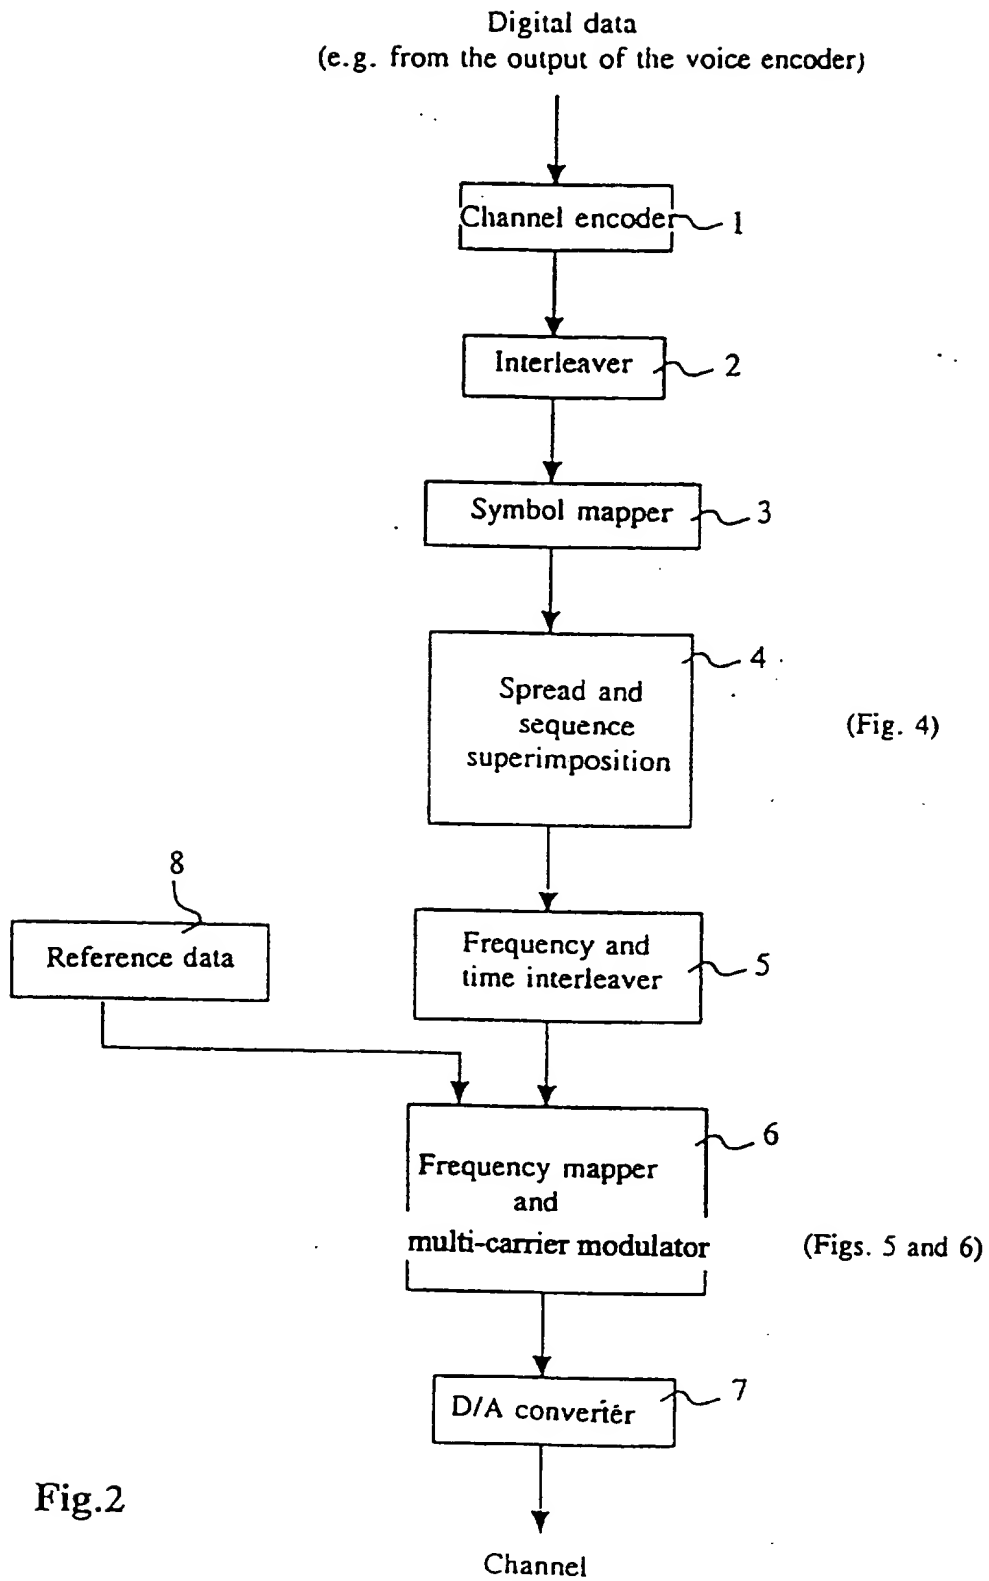 Digital data
(e.g. from the output of the voice encoder)
Channel encoder
1
Interleaver
2
Symbol mapper
3
4
Spread and
sequence
superimposition
(Fig. 4)
8
Reference data
Frequency and
time interleaver
5
6
Frequency mapper
and
multi-carrier modulator
(Figs. 5 and 6)
7
D/A converter
Fig.2
Channel